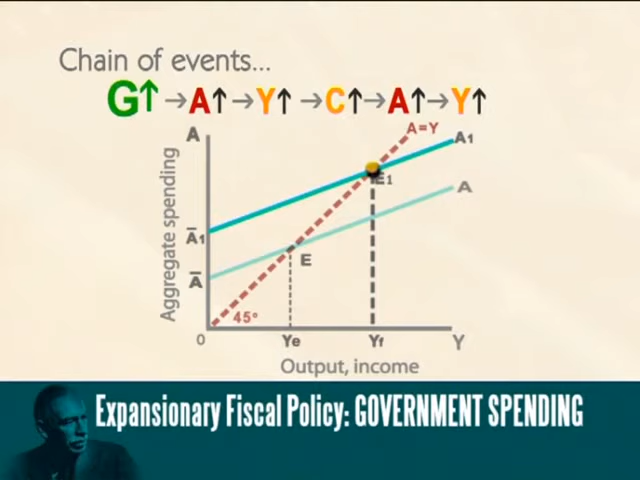 Chain of events...
G↑ →A↑→Y↑ →C↑→A↑→Y↑
A
A=Y
A1
E1
A
Ā1
E
Ā
45°
0
Ye
Yf
Y
Aggregate spending
Output, income
Expansionary Fiscal Policy: GOVERNMENT SPENDING